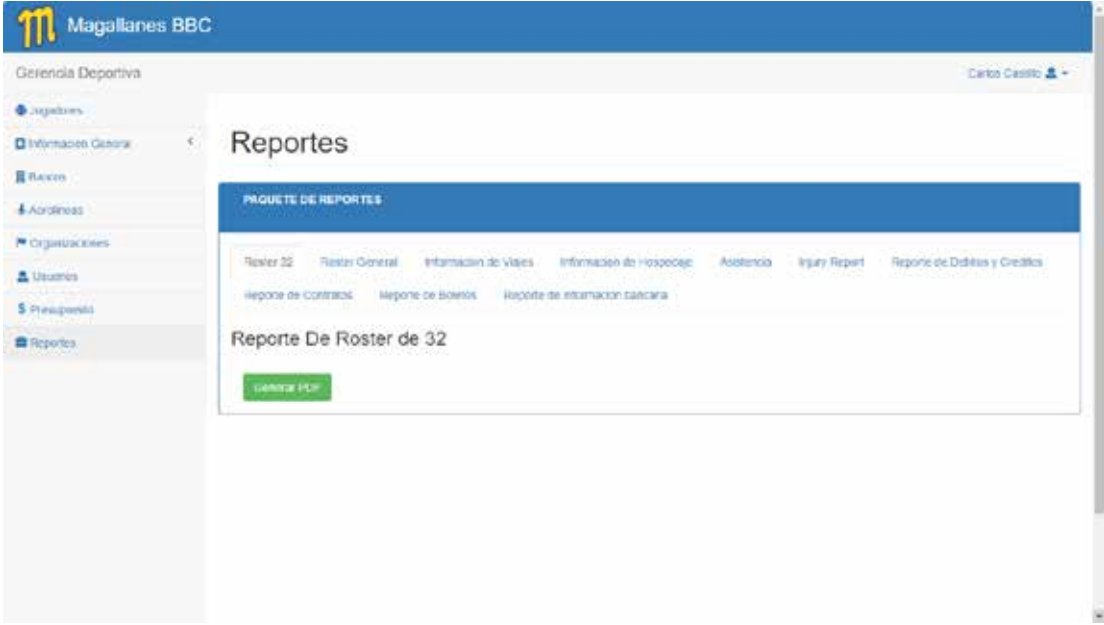 Magallanes BBC
Gerencia Deportiva
Carlos Castillo
Jugadores
Informacion General
Bancos
Aerolineas
Organizaciones
Usuarios
$ Presupuesto
Reportes
Reportes
PAQUETE DE REPORTES
Roster 32 Roster General Informacion de Viajes Informacion de Hospedaje Asistencia Injury Report Reporte de Debitos y Creditos
Reporte de Contratos Reporte de Boletos Reporte de Informacion bancaria
Reporte De Roster de 32
Generar PDF